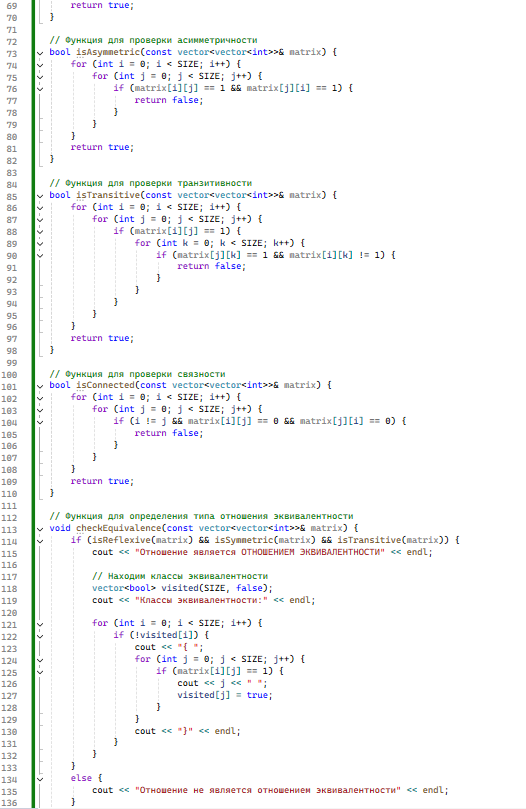 69 return true;
70 }
71
72 // Функция для проверки асимметричности
73 bool isAsymmetric(const vector<vector<int>>& matrix) {
74 for (int i = 0; i < SIZE; i++) {
75 for (int j = 0; j < SIZE; j++) {
76 if (matrix[i][j] == 1 && matrix[j][i] == 1) {
77 return false;
78 }
79 }
80 }
81 return true;
82 }
83
84 // Функция для проверки транзитивности
85 bool isTransitive(const vector<vector<int>>& matrix) {
86 for (int i = 0; i < SIZE; i++) {
87 for (int j = 0; j < SIZE; j++) {
88 if (matrix[i][j] == 1) {
89 for (int k = 0; k < SIZE; k++) {
90 if (matrix[j][k] == 1 && matrix[i][k] != 1) {
91 return false;
92 }
93 }
94 }
95 }
96 }
97 return true;
98 }
99
100 // Функция для проверки связности
101 bool isConnected(const vector<vector<int>>& matrix) {
102 for (int i = 0; i < SIZE; i++) {
103 for (int j = 0; j < SIZE; j++) {
104 if (i != j && matrix[i][j] == 0 && matrix[j][i] == 0) {
105 return false;
106 }
107 }
108 }
109 return true;
110 }
111
112 // Функция для определения типа отношения эквивалентности
113 void checkEquivalence(const vector<vector<int>>& matrix) {
114 if (isReflexive(matrix) && isSymmetric(matrix) && isTransitive(matrix)) {
115 cout << "Отношение является ОТНОШЕНИЕМ ЭКВИВАЛЕНТНОСТИ" << endl;
116
117 // Находим классы эквивалентности
118 vector<bool> visited(SIZE, false);
119 cout << "Классы эквивалентности:" << endl;
120
121 for (int i = 0; i < SIZE; i++) {
122 if (!visited[i]) {
123 cout << "{ ";
124 for (int j = 0; j < SIZE; j++) {
125 if (matrix[i][j] == 1) {
126 cout << j << " ";
127 visited[j] = true;
128 }
129 }
130 cout << "}" << endl;
131 }
132 }
133 }
134 else {
135 cout << "Отношение не является отношением эквивалентности" << endl;
136 }